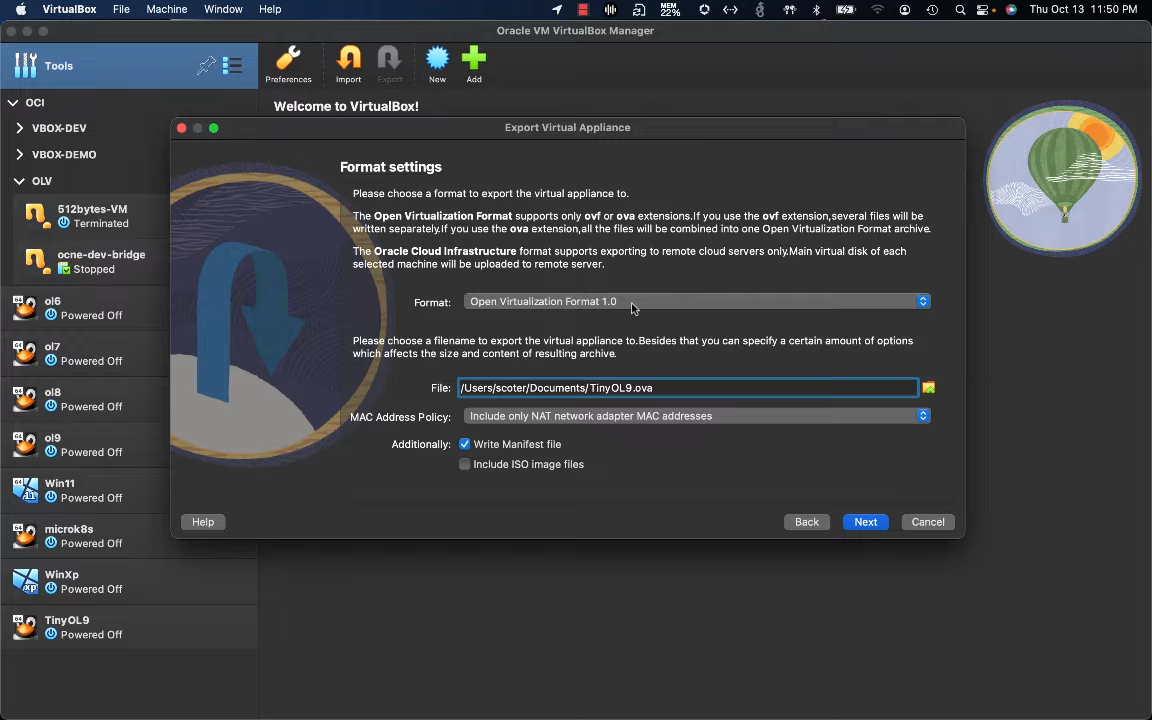 VirtualBox File Machine Window Help
MEM 22%
Thu Oct 13 11:50 PM
Oracle VM VirtualBox Manager
Tools
Preferences Import Export New Add
OCI
Welcome to VirtualBox!
VBOX-DEV
VBOX-DEMO
OLV
512bytes-VM
Terminated
ocne-dev-bridge
Stopped
64 ol6
Powered Off
64 ol7
Powered Off
64 ol8
Powered Off
64 ol9
Powered Off
64 11 Win11
Powered Off
64 microk8s
Powered Off
64 xp WinXp
Powered Off
64 TinyOL9
Powered Off
Export Virtual Appliance
Format settings
Please choose a format to export the virtual appliance to.
The Open Virtualization Format supports only ovf or ova extensions.If you use the ovf extension,several files will be
written separately.If you use the ova extension,all the files will be combined into one Open Virtualization Format archive.
The Oracle Cloud Infrastructure format supports exporting to remote cloud servers only.Main virtual disk of each
selected machine will be uploaded to remote server.
Format: Open Virtualization Format 1.0
Please choose a filename to export the virtual appliance to.Besides that you can specify a certain amount of options
which affects the size and content of resulting archive.
File: /Users/scoter/Documents/TinyOL9.ova
MAC Address Policy: Include only NAT network adapter MAC addresses
Additionally: Write Manifest file
Include ISO image files
Help Back Next Cancel